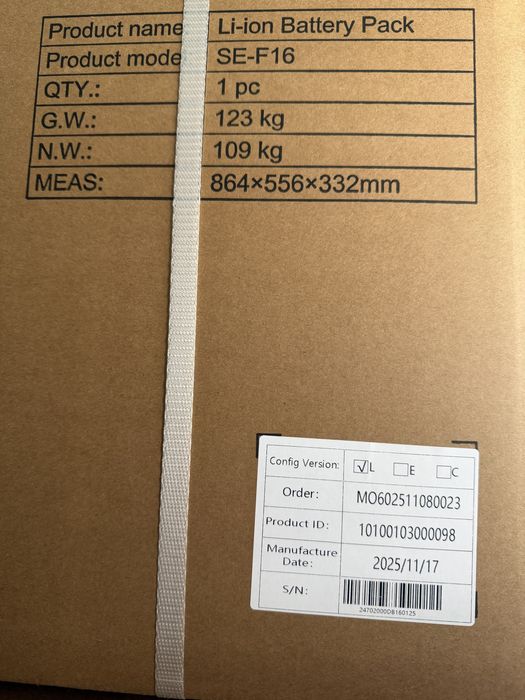 Product name Li-ion Battery Pack
Product mode SE-F16
QTY.: 1 pc
G.W.: 123 kg
N.W.: 109 kg
MEAS: 864×556×332mm
Config Version: ☑L ☐E ☐C
Order: MO602511080023
Product ID: 10100103000098
Manufacture
Date: 2025/11/17
S/N:
2470200DDB160125